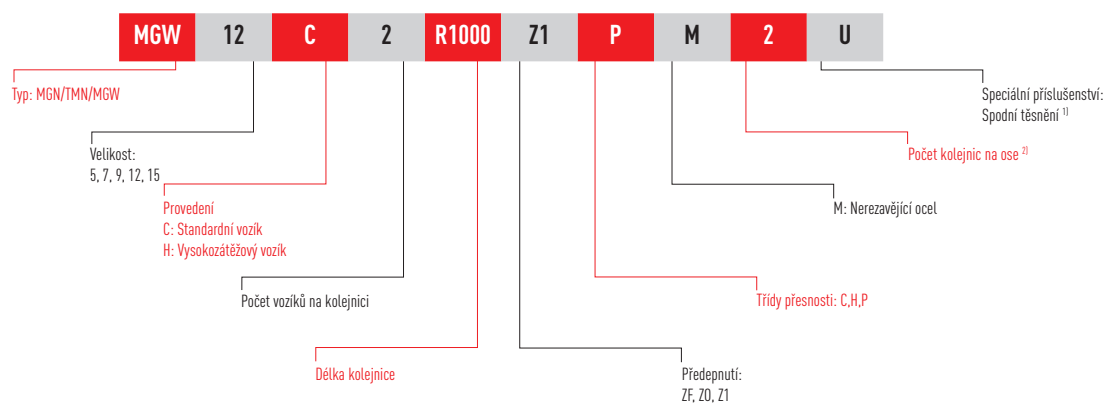 MGW 12 C 2 R1000 Z1 P M 2 U
Typ: MGN/TMN/MGW
Speciální příslušenství:
Spodní těsnění 1)
Velikost:
5, 7, 9, 12, 15
Počet kolejnic na ose 2)
Provedení
C: Standardní vozík
H: Vysokozátěžový vozík
M: Nerezavějící ocel
Počet vozíků na kolejnici
Třídy přesnosti: C,H,P
Délka kolejnice
Předepnutí:
ZF, Z0, Z1